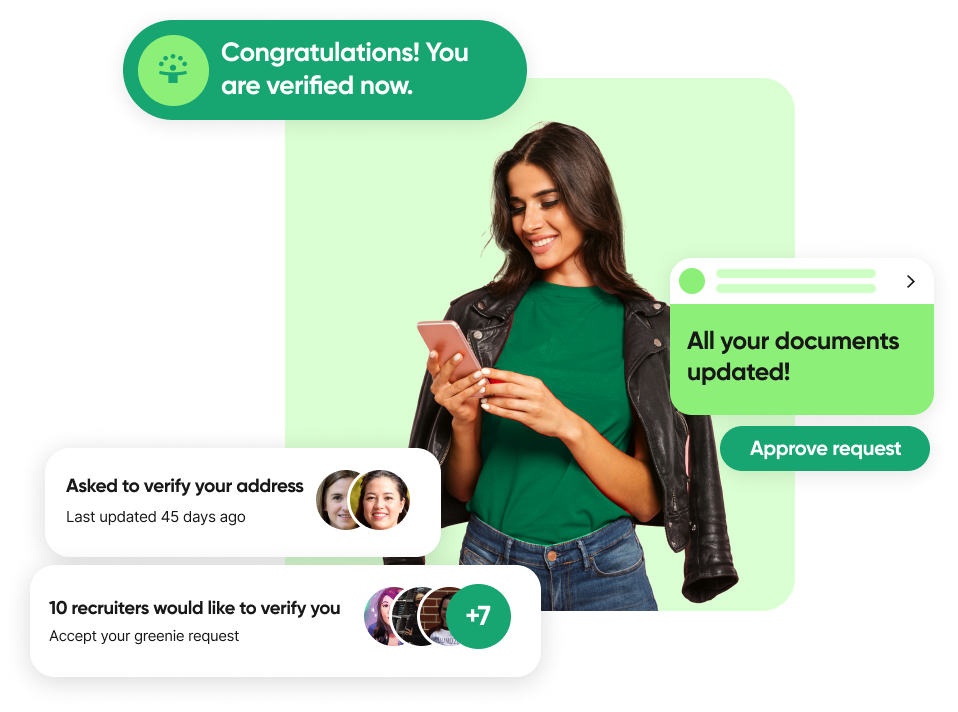 Congratulations! You
are verified now.
All your documents
updated!
Approve request
Asked to verify your address
Last updated 45 days ago
10 recruiters would like to verify you
Accept your greenie request
+7